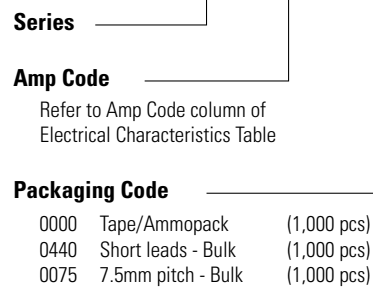 Series
Amp Code
Refer to Amp Code column of
Electrical Characteristics Table
Packaging Code
0000 Tape/Ammopack (1,000 pcs)
0440 Short leads - Bulk (1,000 pcs)
0075 7.5mm pitch - Bulk (1,000 pcs)